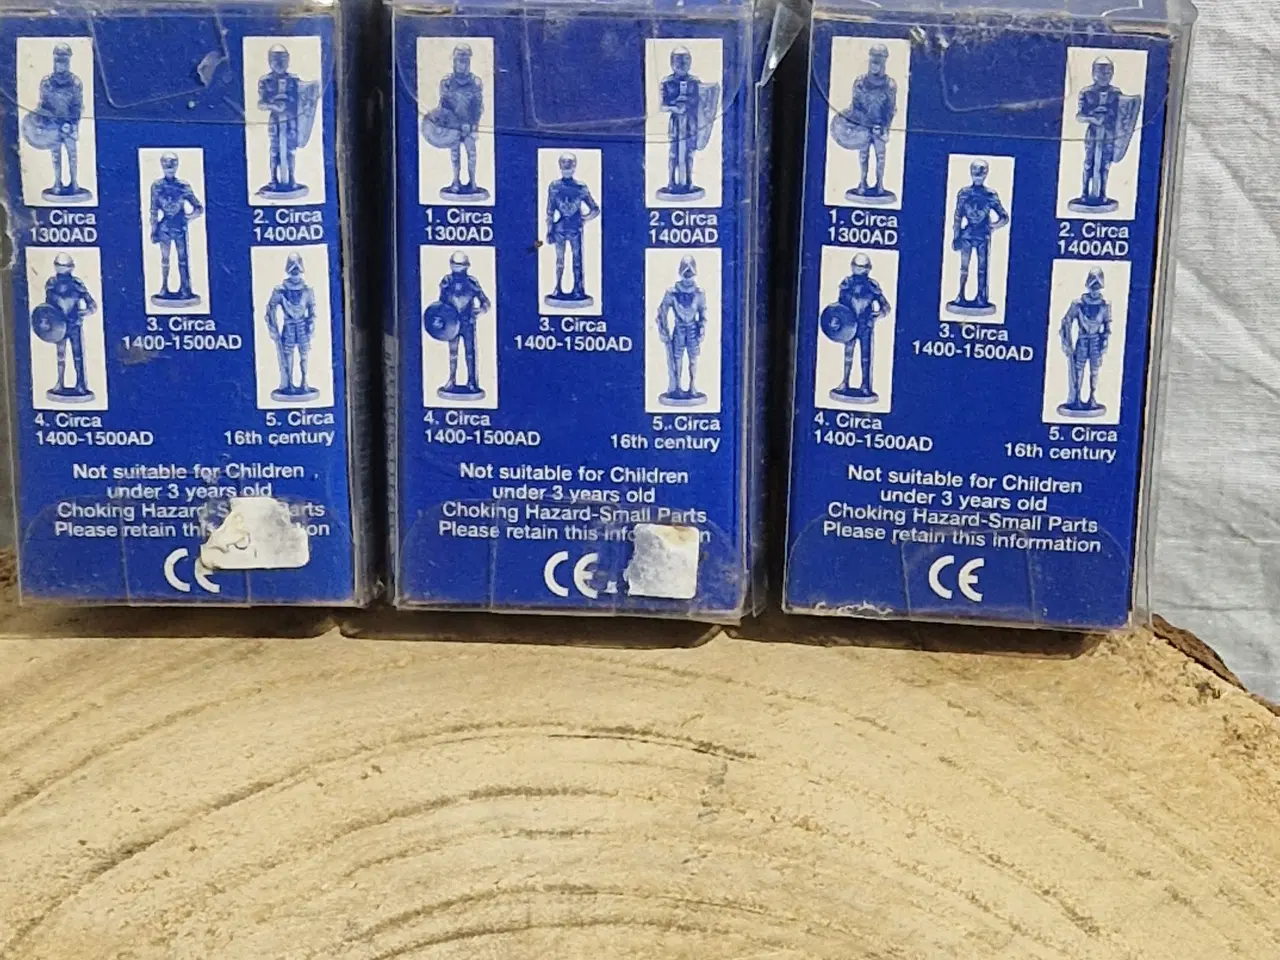 1. Circa
1300AD
2. Circa
1400AD
3. Circa
1400-1500AD
4. Circa
1400-1500AD
5. Circa
16th century
Not suitable for Children
under 3 years old
Choking Hazard-S Parts
Please retain this on
CE
1. Circa
1300AD
2. Circa
1400AD
3. Circa
1400-1500AD
4. Circa
1400-1500AD
5. Circa
16th century
Not suitable for Children
under 3 years old
Choking Hazard-Small Parts
Please retain this info n
CE
1. Circa
1300AD
2. Circa
1400AD
3. Circa
1400-1500AD
4. Circa
1400-1500AD
5. Circa
16th century
Not suitable for Children
under 3 years old
Choking Hazard-Small Parts
Please retain this information
CE